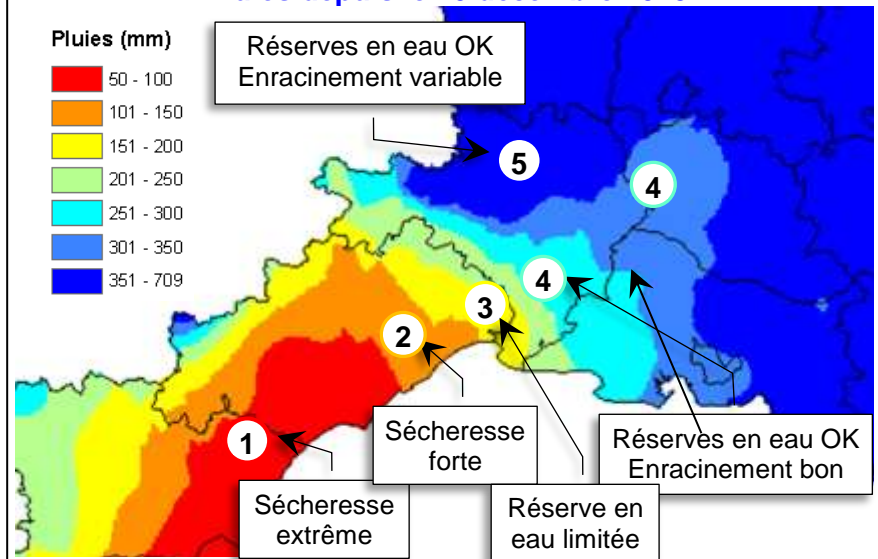 Pluies (mm)
50 - 100
101 - 150
151 - 200
201 - 250
251 - 300
301 - 350
351 - 709
Réserves en eau OK
Enracinement variable
5
4
4
3
2
1
Sécheresse
forte
Réserves en eau OK
Enracinement bon
Sécheresse
extrême
Réserve en
eau limitée